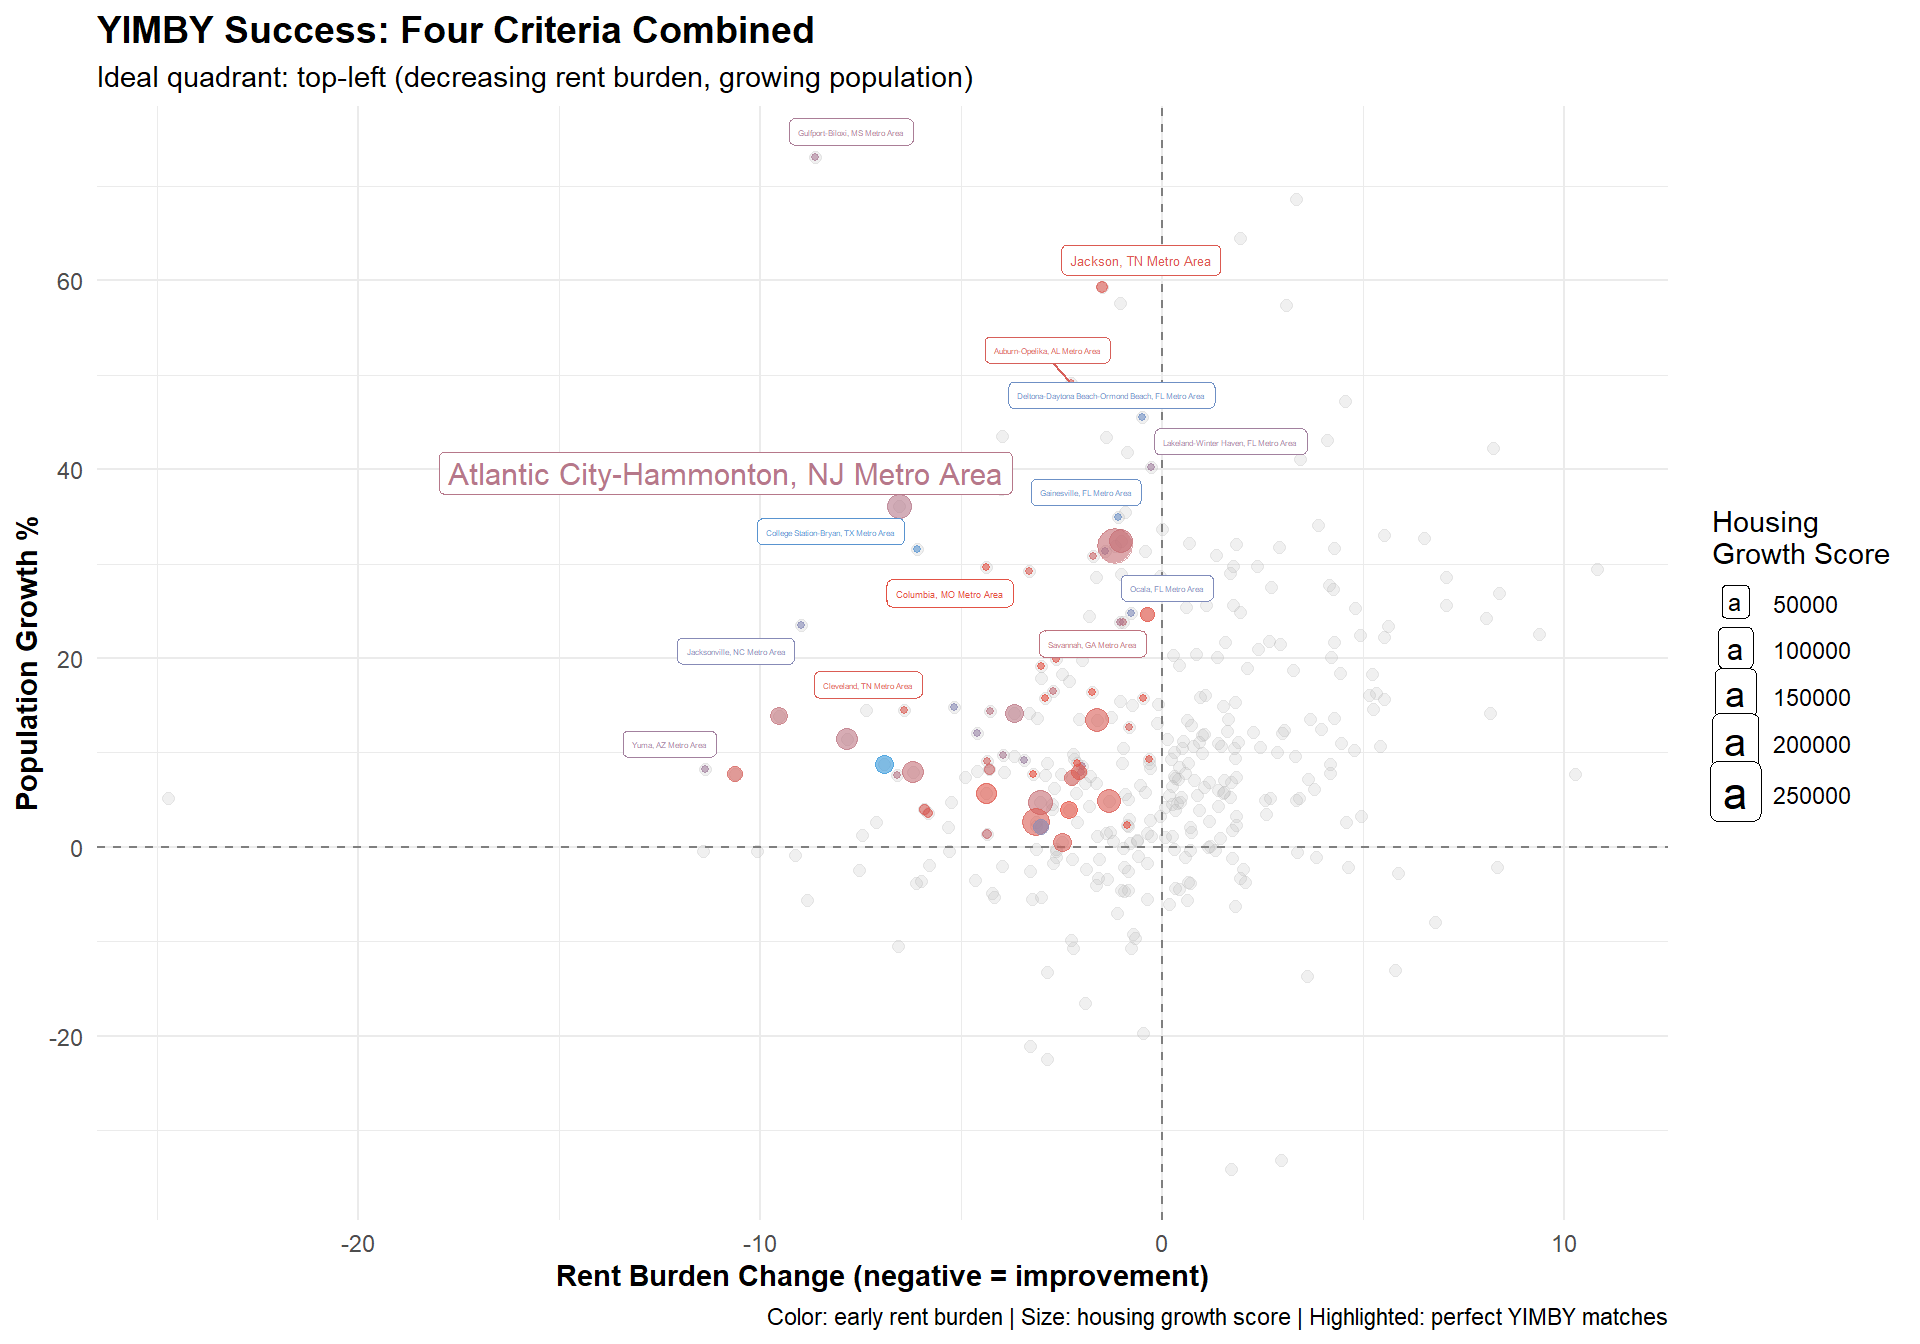 YIMBY Success: Four Criteria Combined
Ideal quadrant: top-left (decreasing rent burden, growing population)
Gulfport-Biloxi, MS Metro Area
Jackson, TN Metro Area
Auburn-Opelika, AL Metro Area
Deltona-Daytona Beach-Ormond Beach, FL Metro Area
Lakeland-Winter Haven, FL Metro Area
Atlantic City-Hammonton, NJ Metro Area
Gainesville, FL Metro Area
College Station-Bryan, TX Metro Area
Columbia, MO Metro Area
Ocala, FL Metro Area
Savannah, GA Metro Area
Jacksonville, NC Metro Area
Cleveland, TN Metro Area
Yuma, AZ Metro Area
Population Growth %
60
40
20
0
-20
-20
-10
0
10
Rent Burden Change (negative = improvement)
Housing
Growth Score
a 50000
a 100000
a 150000
a 200000
a 250000
Color: early rent burden | Size: housing growth score | Highlighted: perfect YIMBY matches